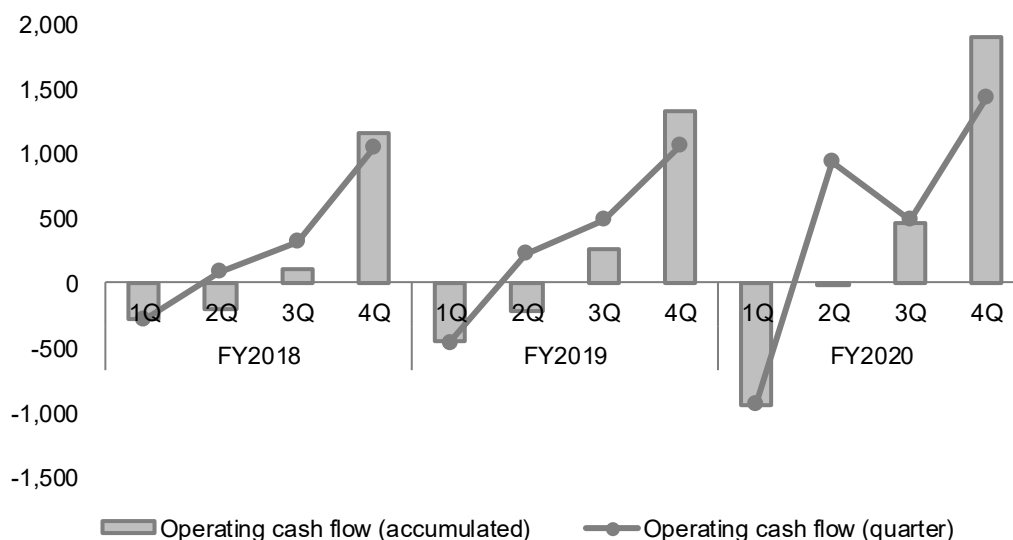 2,000
1,500
1,000
500
0
-500
-1,000
-1,500
1Q 2Q 3Q 4Q 1Q 2Q 3Q 4Q 1Q 2Q 3Q 4Q
FY2018 FY2019 FY2020
Operating cash flow (accumulated) Operating cash flow (quarter)